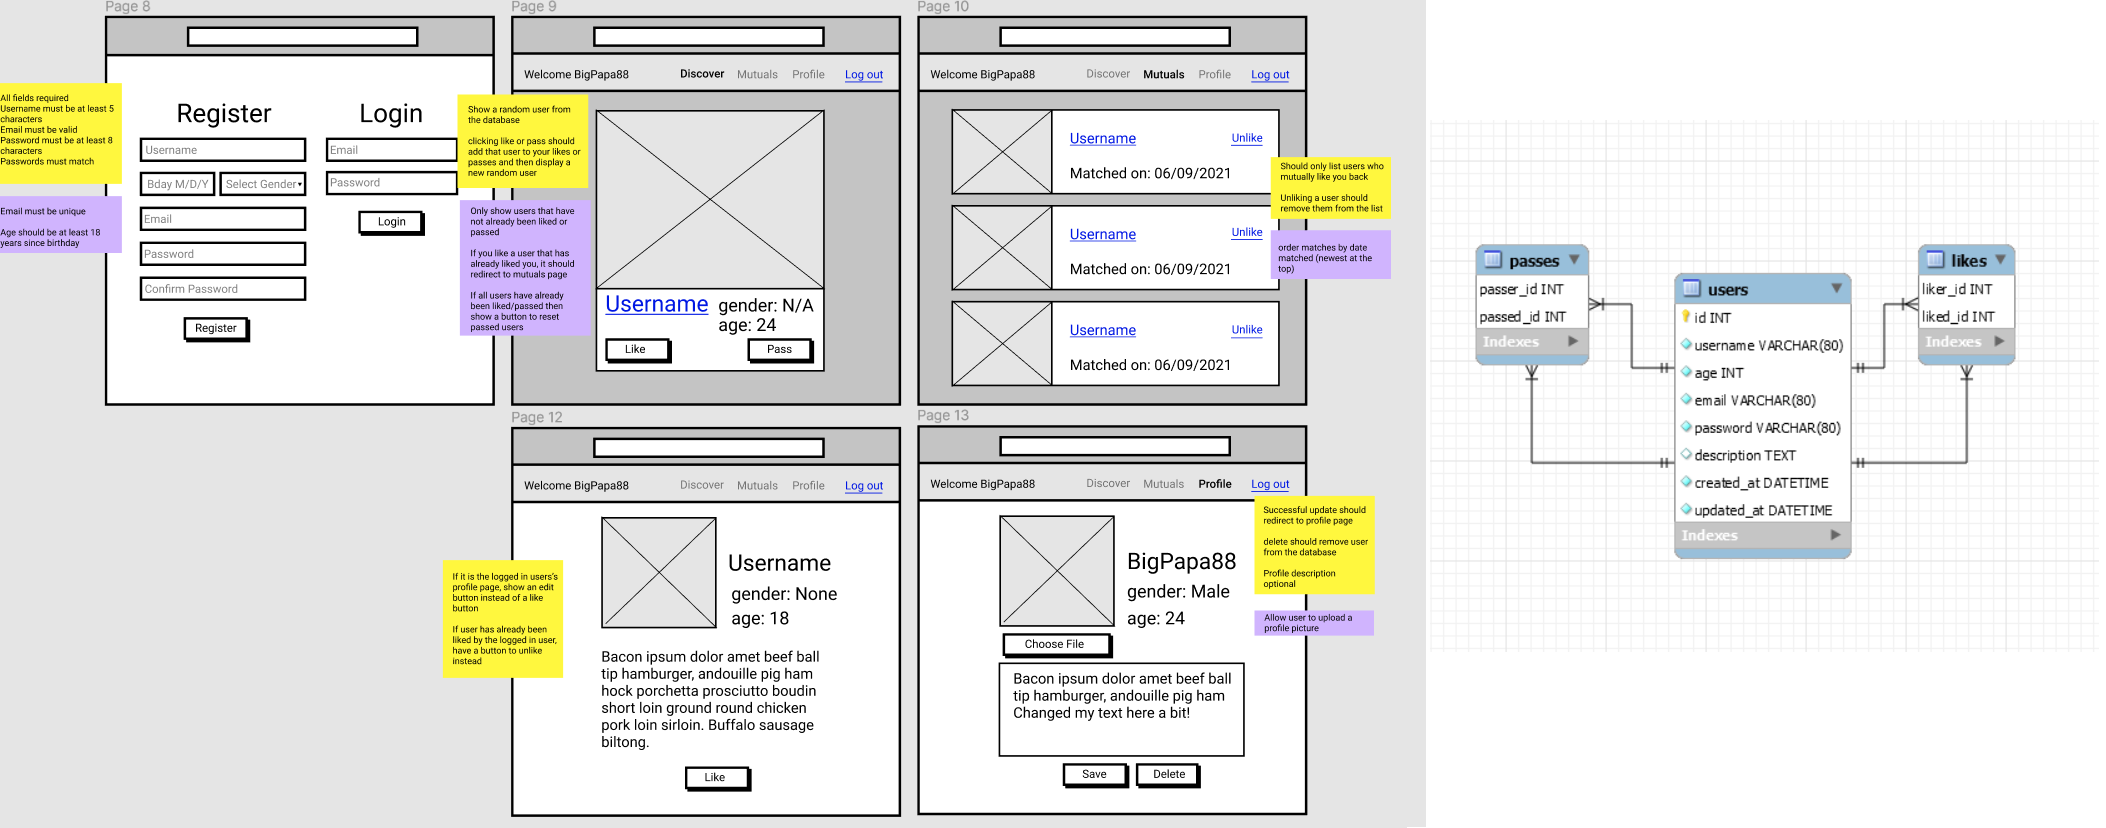 Page 8
All fields required
Username must be at least 5
characters
Email must be valid
Password must be at least 8
characters
Passwords must match
Email must be unique
Age should be at least 18
years since birthday
Register
Username
Bday M/D/Y
Select Gender
Email
Password
Confirm Password
Register
Login
Email
Password
Login
Page 9
Welcome BigPapa88
Discover
Mutuals
Profile
Log out
Show a random user from
the database
clicking like or pass should
add that user to your likes or
passes and then display a
new random user
Only show users that have
not already been liked or
passed
If you like a user that has
already liked you, it should
redirect to mutuals page
If all users have already
been liked/passed then
show a button to reset
passed users
Username
gender: N/A
age: 24
Like
Pass
Page 10
Welcome BigPapa88
Discover
Mutuals
Profile
Log out
Username
Unlike
Matched on: 06/09/2021
Username
Unlike
Matched on: 06/09/2021
Username
Unlike
Matched on: 06/09/2021
Should only list users who
mutually like you back
Unliking a user should
remove them from the list
order matches by date
matched (newest at the
top)
Page 12
Welcome BigPapa88
Discover
Mutuals
Profile
Log out
If it is the logged in users's
profile page, show an edit
button instead of a like
button
If user has already been
liked by the logged in user,
have a button to unlike
instead
Username
gender: None
age: 18
Bacon ipsum dolor amet beef ball
tip hamburger, andouille pig ham
hock porchetta prosciutto boudin
short loin ground round chicken
pork loin sirloin. Buffalo sausage
biltong.
Like
Page 13
Welcome BigPapa88
Discover
Mutuals
Profile
Log out
Successful update should
redirect to profile page
delete should remove user
from the database
Profile description
optional
Allow user to upload a
profile picture
BigPapa88
gender: Male
age: 24
Choose File
Bacon ipsum dolor amet beef ball
tip hamburger, andouille pig ham
Changed my text here a bit!
Save
Delete
passes
passer_id INT
passed_id INT
Indexes
users
id INT
username VARCHAR(80)
age INT
email VARCHAR(80)
password VARCHAR(80)
description TEXT
created_at DATETIME
updated_at DATETIME
Indexes
likes
liker_id INT
liked_id INT
Indexes